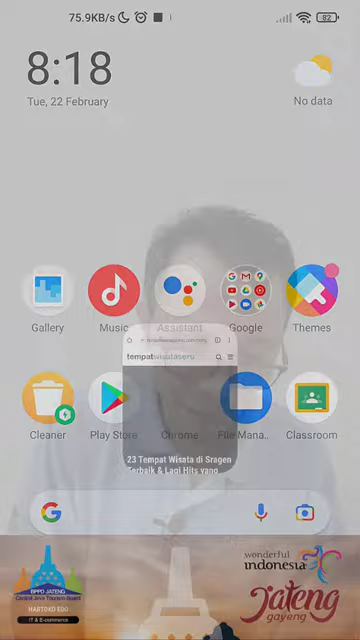 75.9KB/s
82
8:18
Tue, 22 February
No data
Gallery
Music
Assistant
Google
Themes
tempatwisataseru
Cleaner
Play Store
Chrome
File Mana..
Classroom
23 Tempat Wisata di Sragen
Terbaik & Lagi Hits yang
BPPD JATENG
Central Java Tourism Board
HARTOKO EDO
IT & E-commerce
wonderful
indonesia
Jateng
gayeng